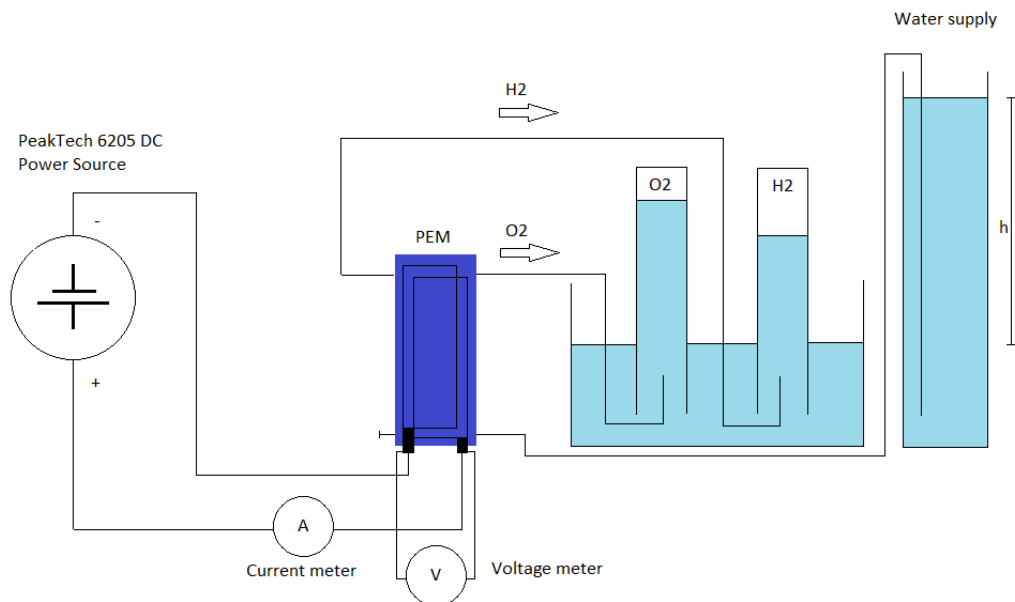 Water supply
H2
PeakTech 6205 DC
Power Source
O2
H2
-
PEM
O2
h
+
A
Current meter
V
Voltage meter